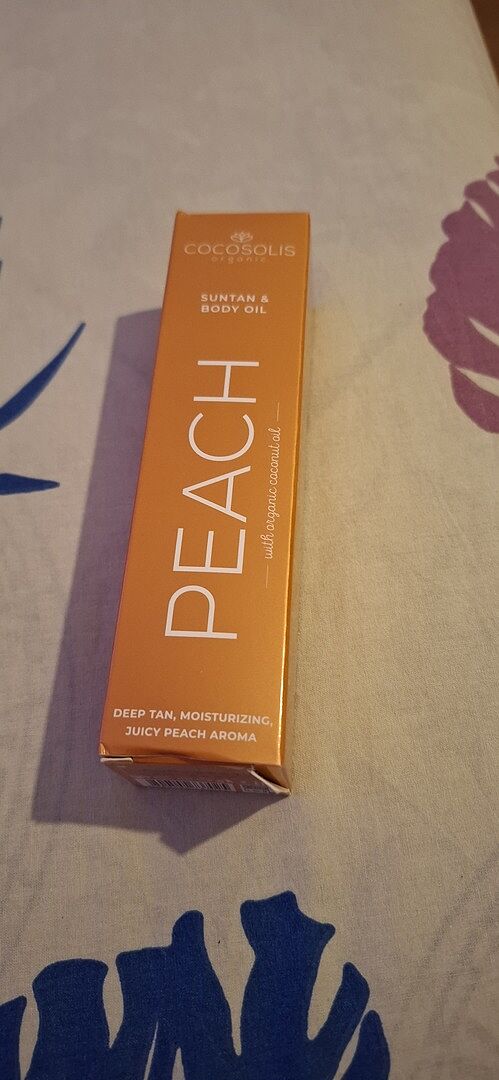 COCOSOLIS
organic
SUNTAN &
BODY OIL
PEACH
with organic coconut oil
DEEP TAN, MOISTURIZING,
JUICY PEACH AROMA